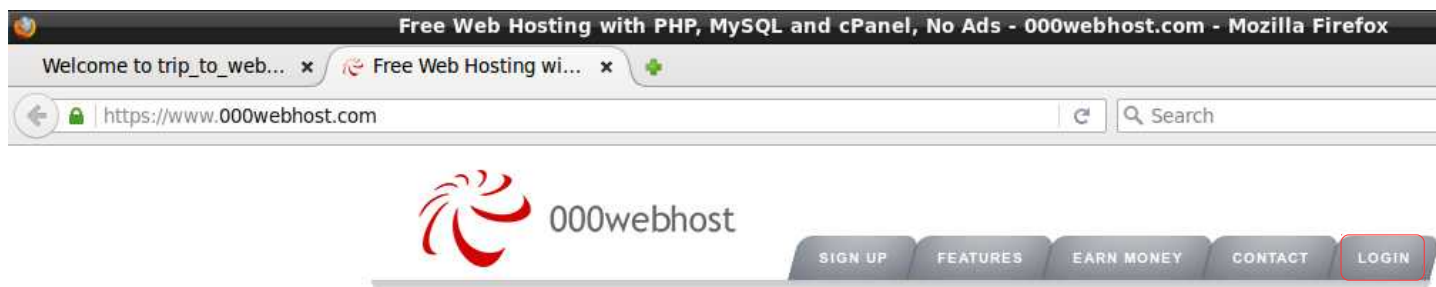 Free Web Hosting with PHP, MySQL and cPanel, No Ads - 000webhost.com - Mozilla Firefox
Welcome to trip_to_web... × Free Web Hosting wi... ×
https://www.000webhost.com Search
000webhost
SIGN UP FEATURES EARN MONEY CONTACT LOGIN